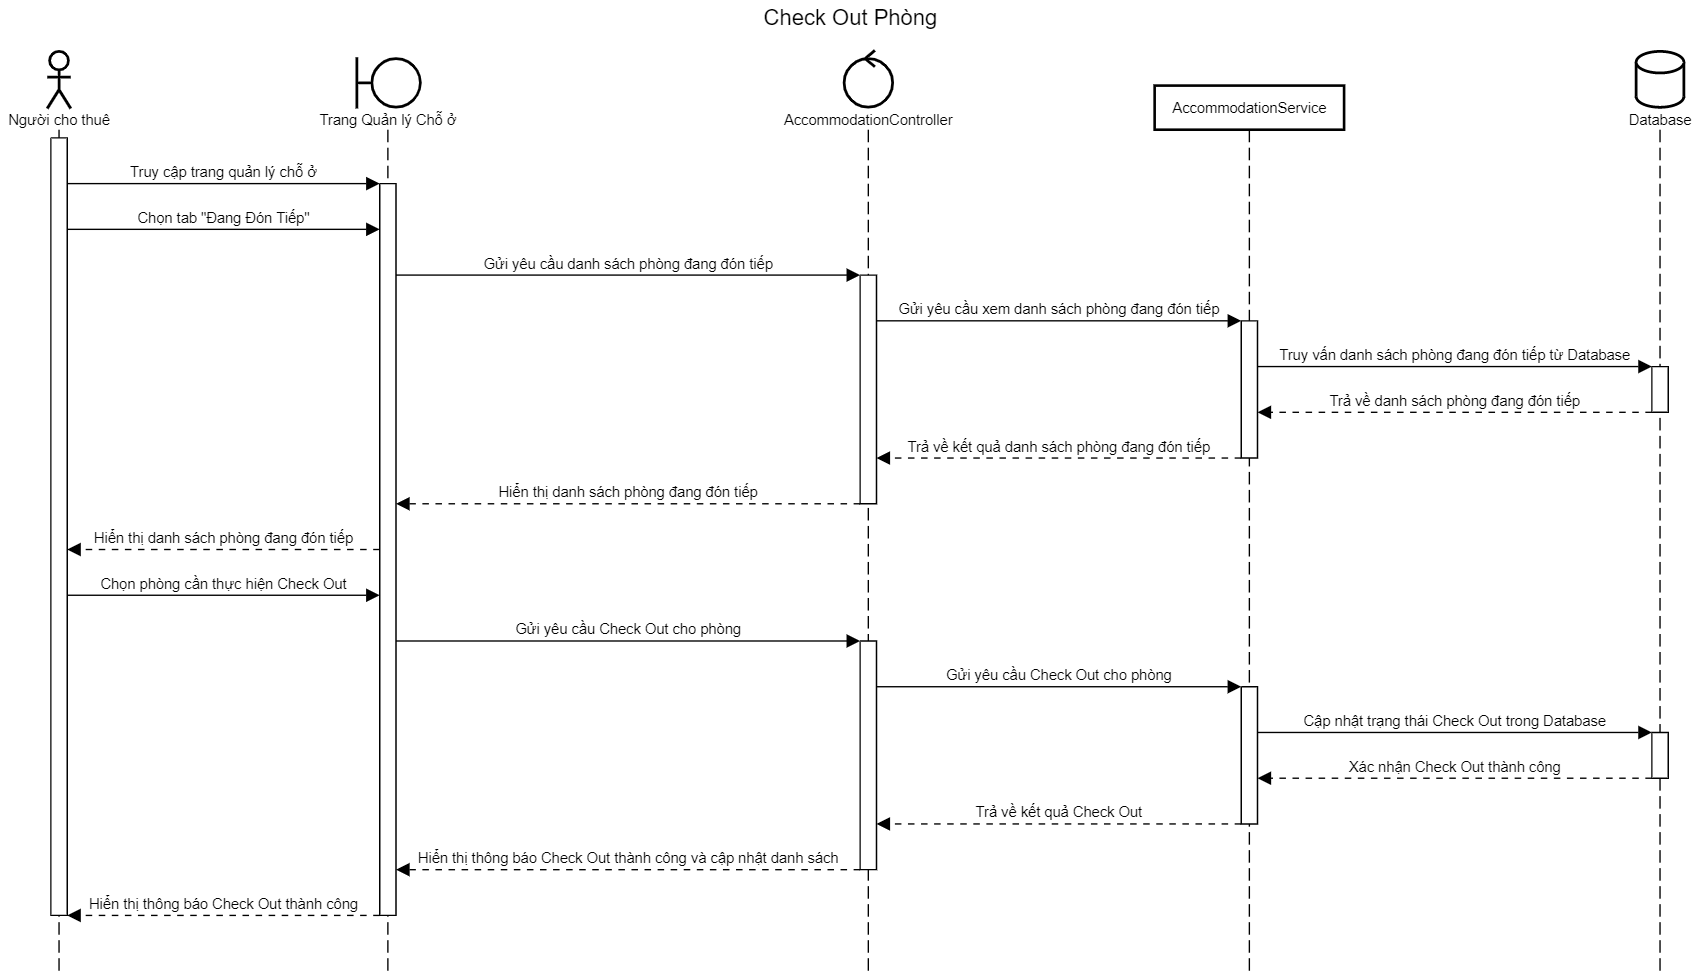 Check Out Phòng
Người cho thuê
Trang Quản lý Chỗ ở
AccommodationController
AccommodationService
Database
Truy cập trang quản lý chỗ ở
Chọn tab "Đang Đón Tiếp"
Gửi yêu cầu danh sách phòng đang đón tiếp
Gửi yêu cầu xem danh sách phòng đang đón tiếp
Truy vấn danh sách phòng đang đón tiếp từ Database
Trả về danh sách phòng đang đón tiếp
Trả về kết quả danh sách phòng đang đón tiếp
Hiển thị danh sách phòng đang đón tiếp
Hiển thị danh sách phòng đang đón tiếp
Chọn phòng cần thực hiện Check Out
Gửi yêu cầu Check Out cho phòng
Gửi yêu cầu Check Out cho phòng
Cập nhật trạng thái Check Out trong Database
Xác nhận Check Out thành công
Trả về kết quả Check Out
Hiển thị thông báo Check Out thành công và cập nhật danh sách
Hiển thị thông báo Check Out thành công